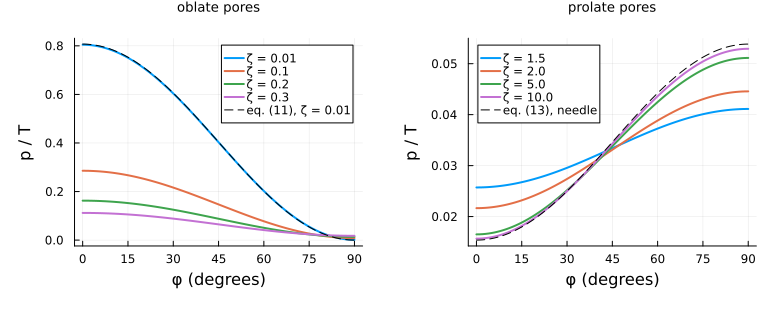 oblate pores
p / T
0.8
0.6
0.4
0.2
0.0
ζ = 0.01
ζ = 0.1
ζ = 0.2
ζ = 0.3
eq. (11), ζ = 0.01
0 15 30 45 60 75 90
φ (degrees)
prolate pores
p / T
0.05
0.04
0.03
0.02
ζ = 1.5
ζ = 2.0
ζ = 5.0
ζ = 10.0
eq. (13), needle
0 15 30 45 60 75 90
φ (degrees)